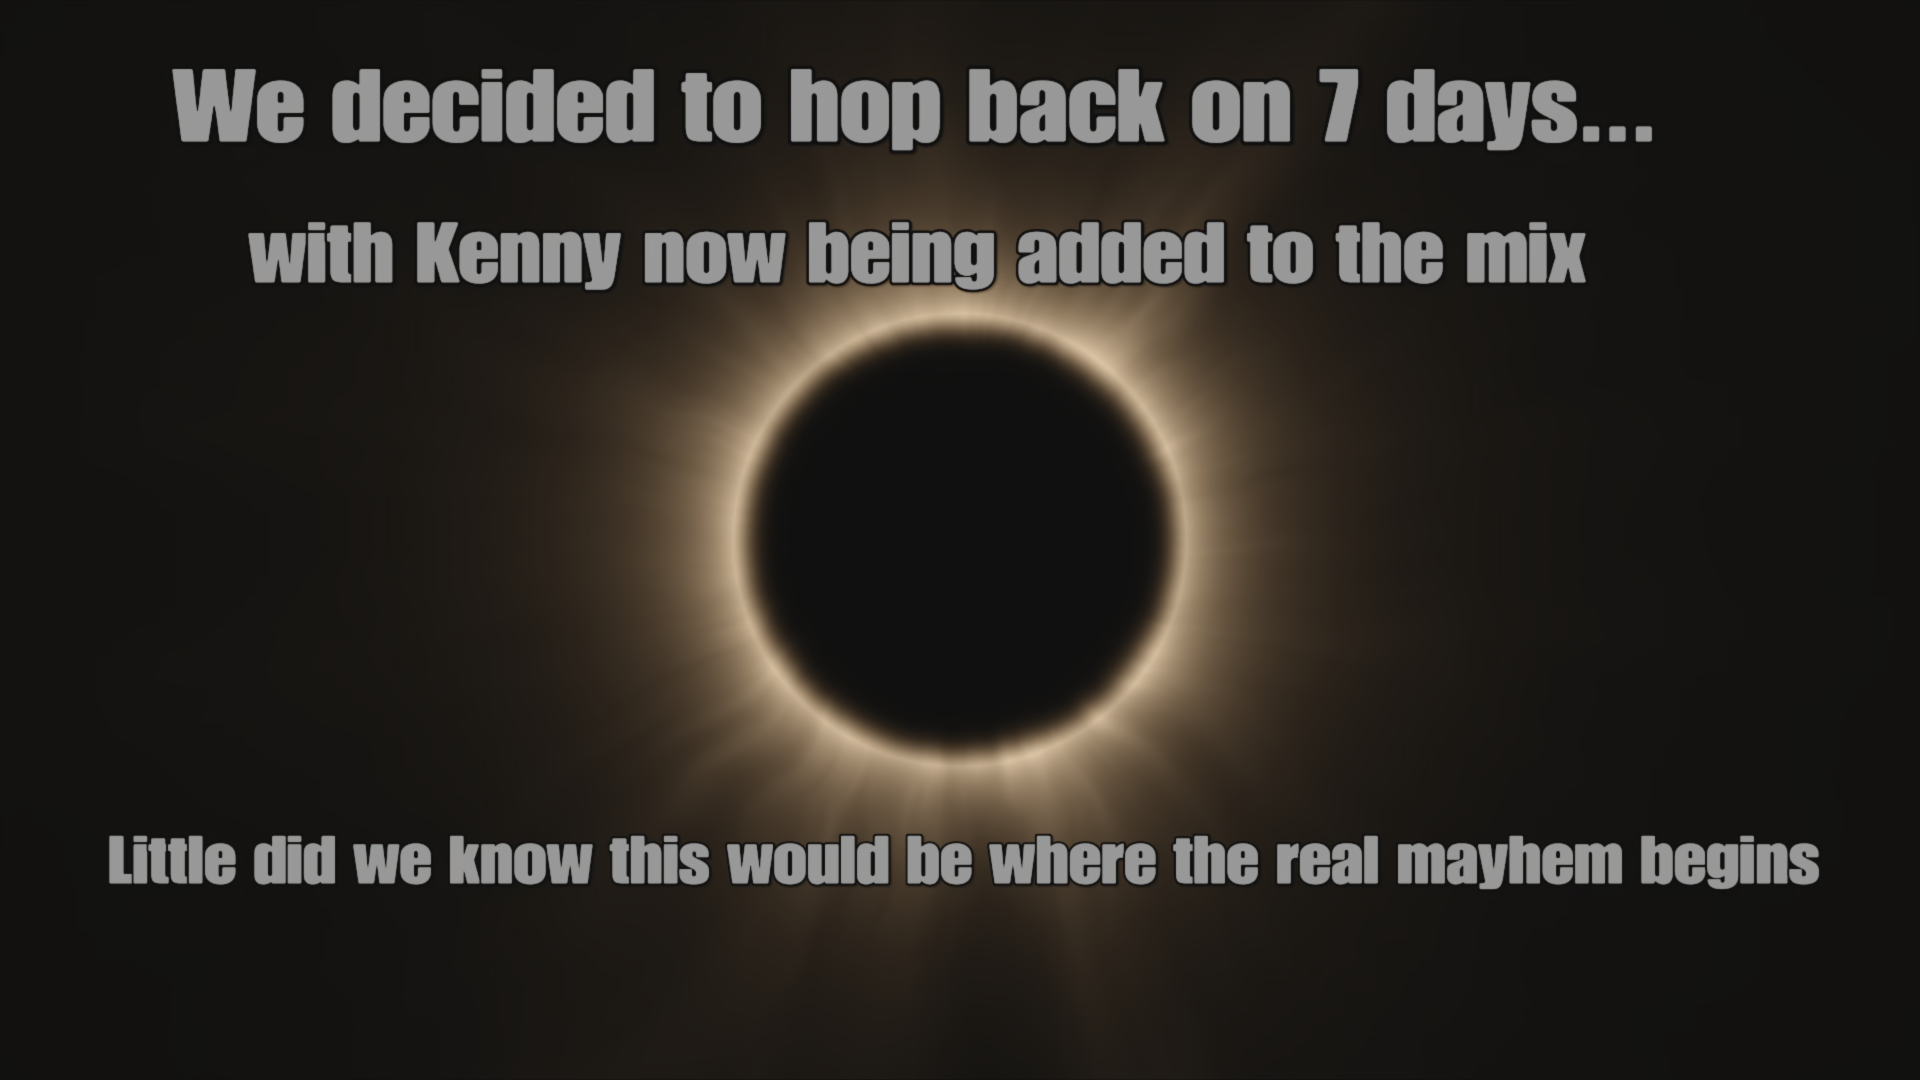 We decided to hop back on 7 days...
with Kenny now being added to the mix
Little did we know this would be where the real mayhem begins